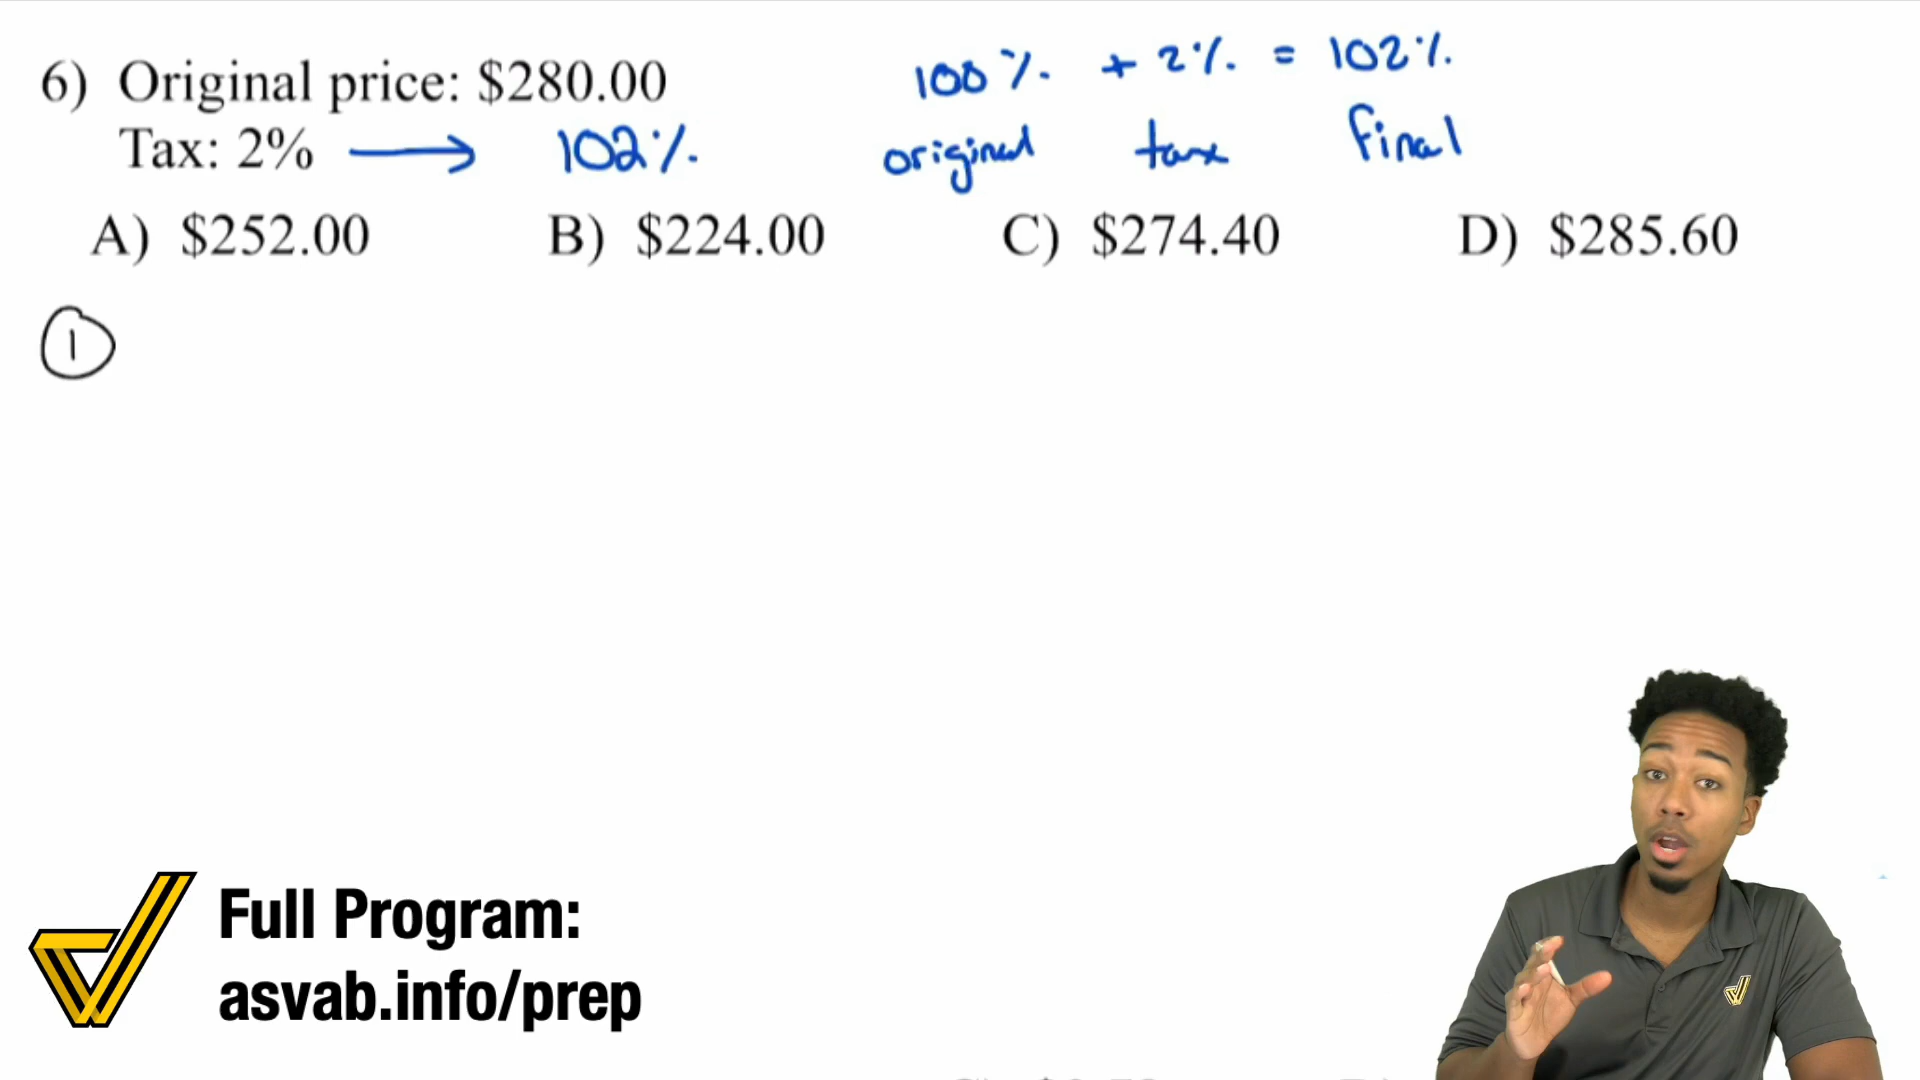 6) Original price: $280.00
100% + 2% = 102%
Tax: 2% → 102%
original tax final
A) $252.00 B) $224.00 C) $274.40 D) $285.60
1
Full Program:
asvab.info/prep